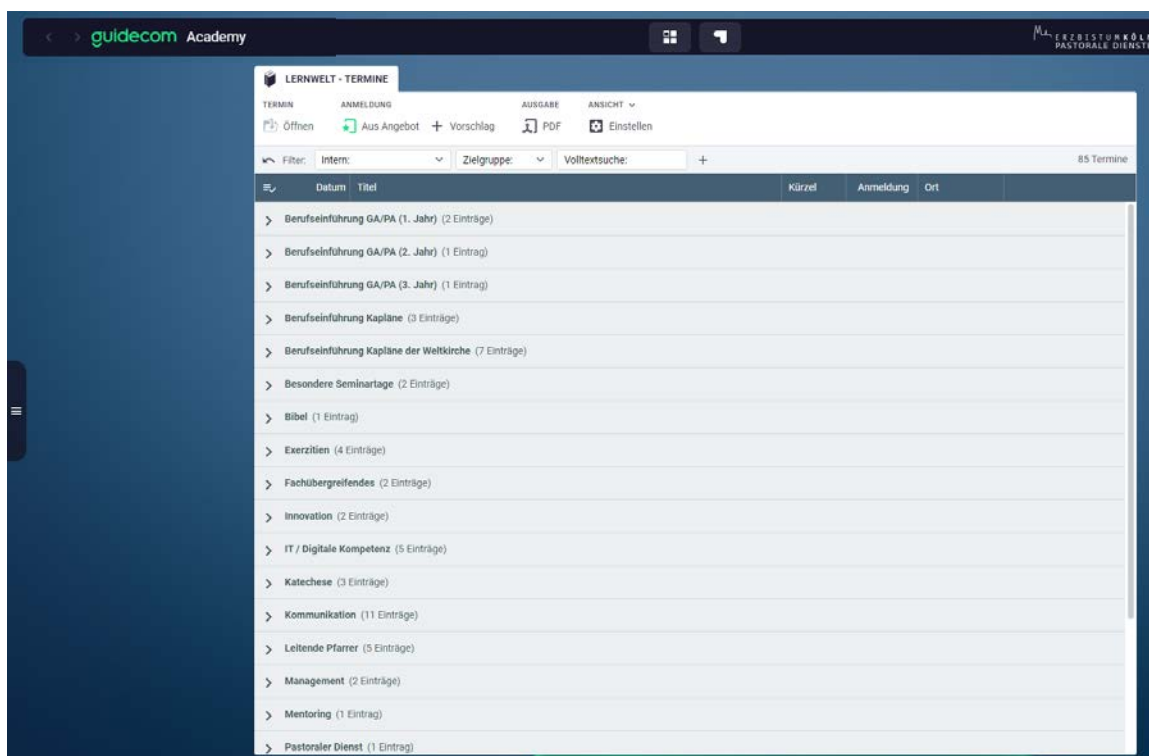 guidecom Academy
ERZBISTUM KÖLN
PASTORALE
LERNWELT - TERMINE
TERMIN ANMELDUNG AUSGABE ANSICHT
Öffnen Aus Angebot + Vorschlag PDF Einstellen
Filter: Intern: Zielgruppe: Volltextsuche: + 85 Termine
Datum Titel Kürzel Anmeldung Ort
Berufseinführung GA/PA (1. Jahr) (2 Einträge)
Berufseinführung GA/PA (2. Jahr) (1 Eintrag)
Berufseinführung GA/PA (3. Jahr) (1 Eintrag)
Berufseinführung Kapläne (3 Einträge)
Berufseinführung Kapläne der Weltkirche (7 Einträge)
Besondere Seminartage (2 Einträge)
Bibel (1 Eintrag)
Exerzitien (4 Einträge)
Fachübergreifendes (2 Einträge)
Innovation (2 Einträge)
IT / Digitale Kompetenz (5 Einträge)
Katechese (3 Einträge)
Kommunikation (11 Einträge)
Leitende Pfarrer (5 Einträge)
Management (2 Einträge)
Mentoring (1 Eintrag)
Pastoraler Dienst (1 Eintrag)